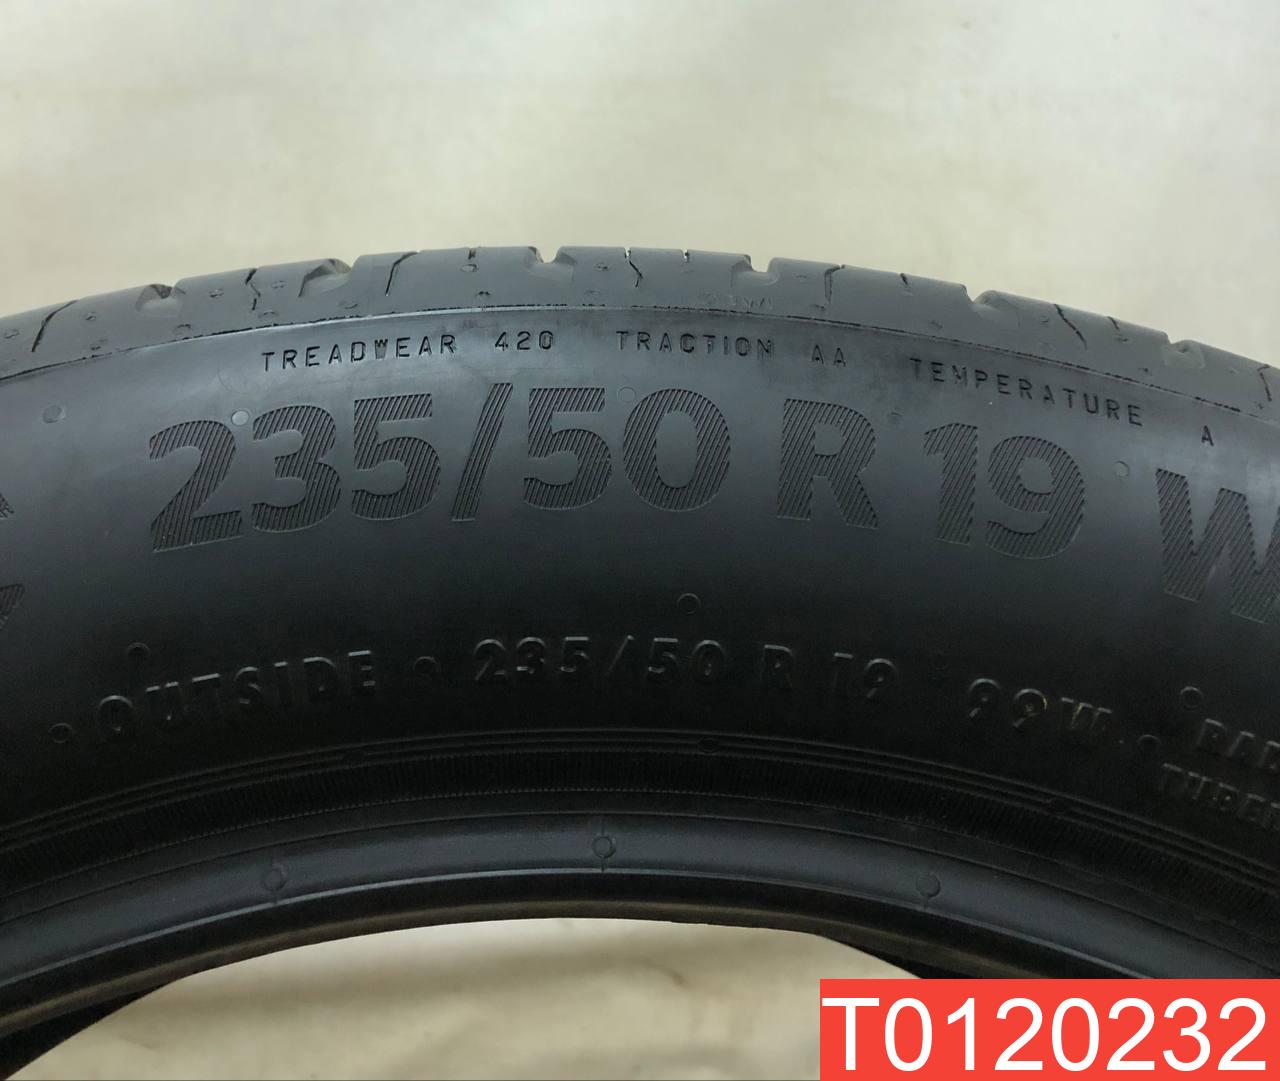 TREADWEAR 420 TRACTION AA TEMPERATURE A
235/50 R 19 W
OUTSIDE 235/50 R 19 99W
T0120232